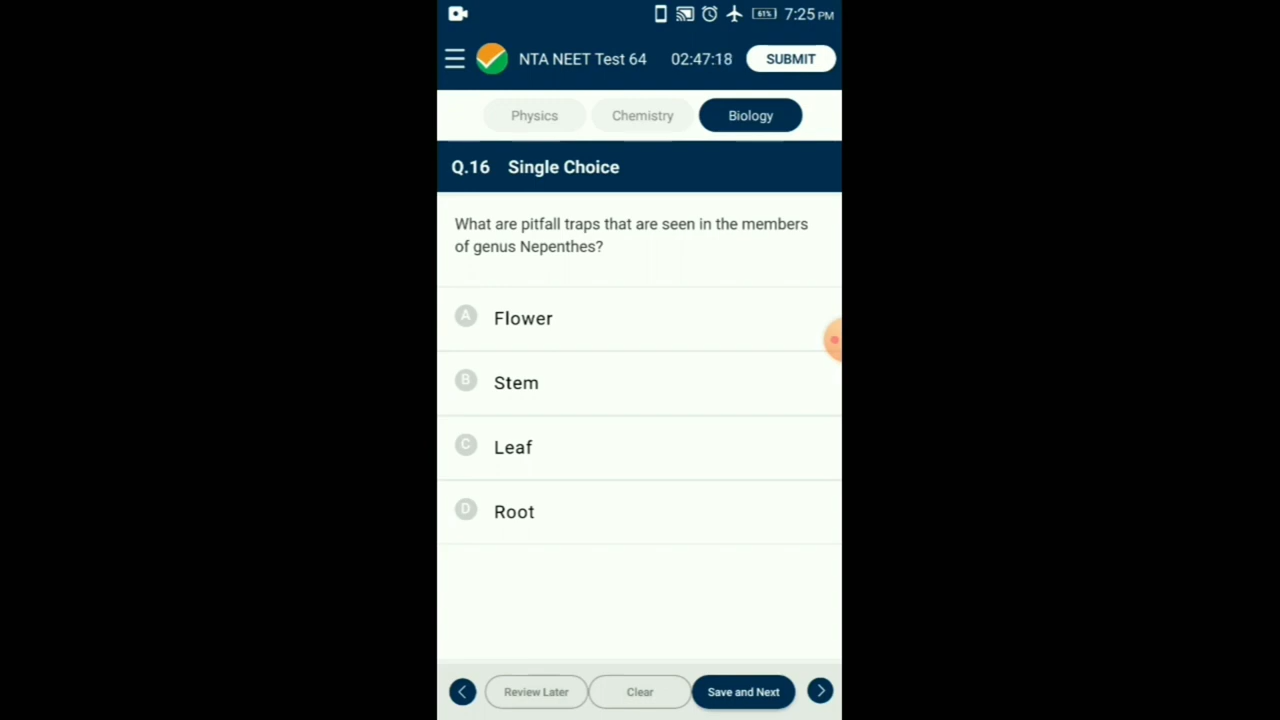 61% 7:25 PM
NTA NEET Test 64 02:47:18 SUBMIT
Physics Chemistry Biology
Q.16 Single Choice
What are pitfall traps that are seen in the members
of genus Nepenthes?
A Flower
B Stem
C Leaf
D Root
Review Later Clear Save and Next